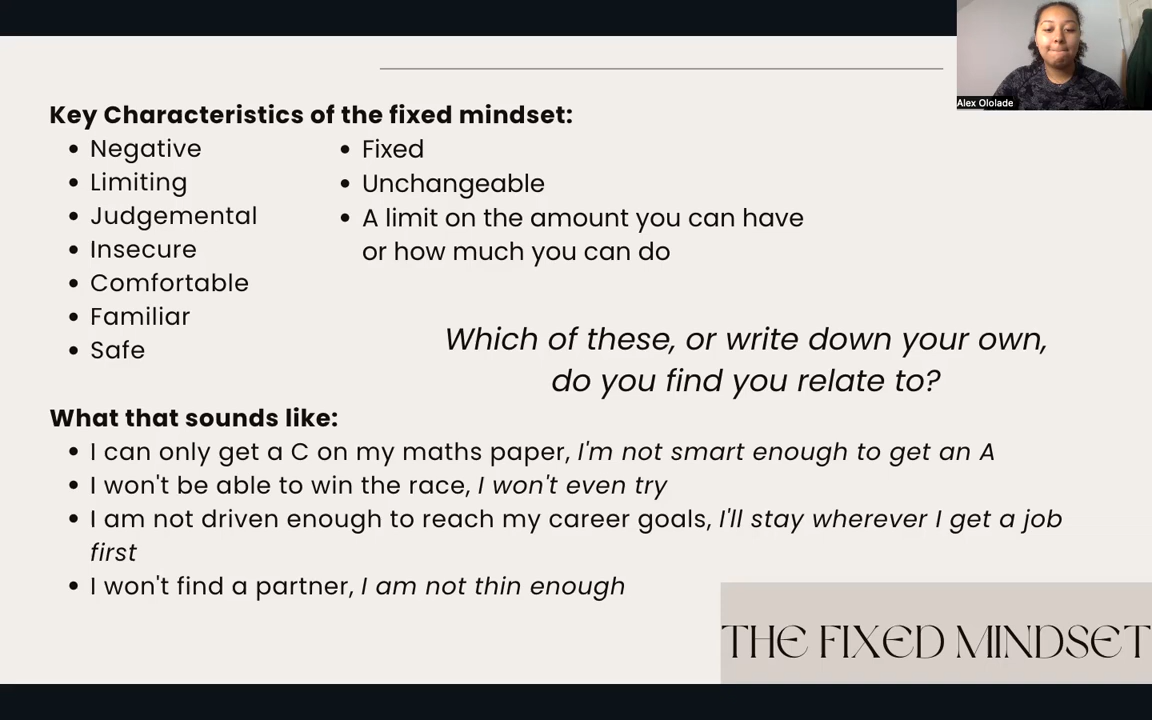 Alex Ololade
Key Characteristics of the fixed mindset:
Negative
Limiting
Judgemental
Insecure
Comfortable
Familiar
Safe
Fixed
Unchangeable
A limit on the amount you can have
or how much you can do
Which of these, or write down your own,
do you find you relate to?
What that sounds like:
I can only get a C on my maths paper, I'm not smart enough to get an A
I won't be able to win the race, I won't even try
I am not driven enough to reach my career goals, I'll stay wherever I get a job
first
I won't find a partner, I am not thin enough
THE FIXED MINDSET